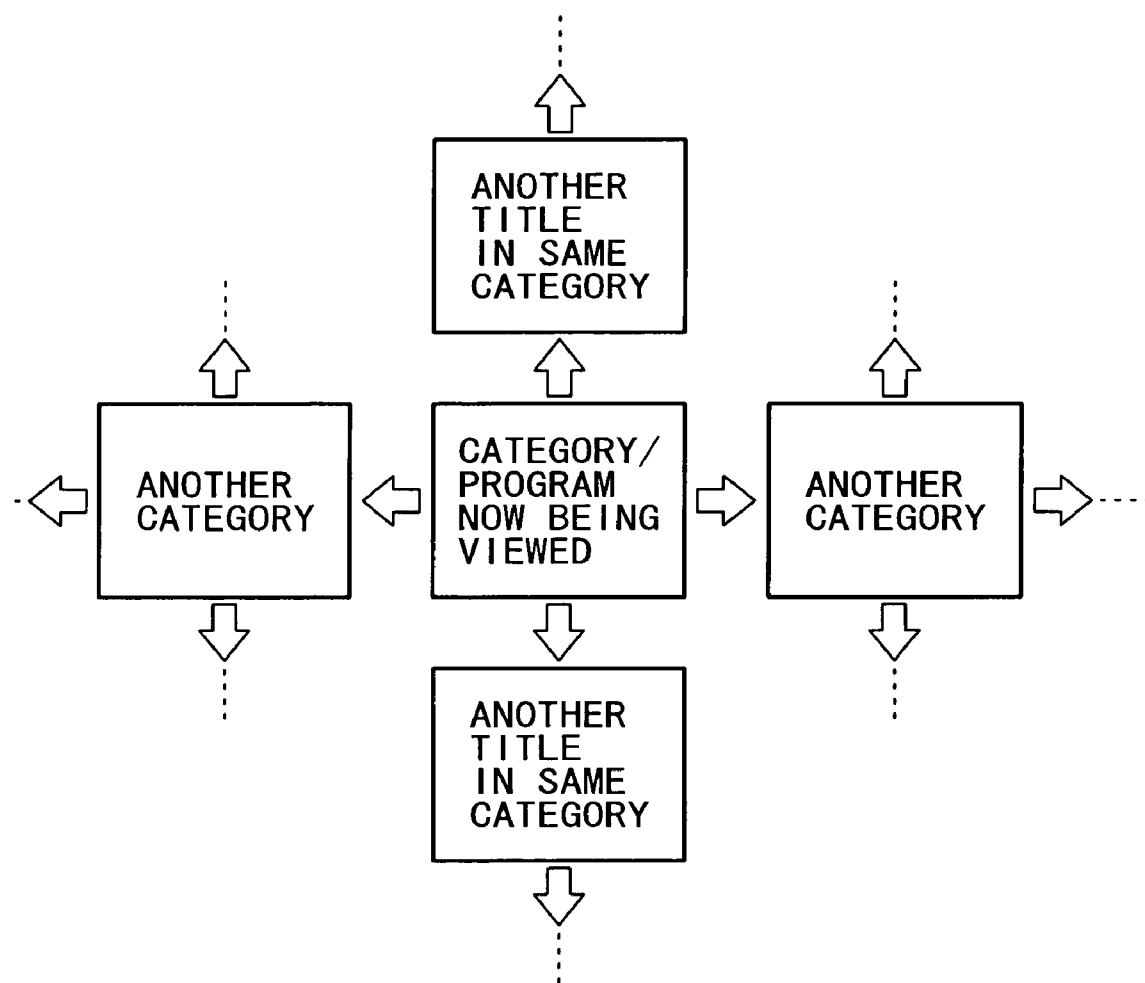 ANOTHER
TITLE
IN SAME
CATEGORY
ANOTHER
CATEGORY
CATEGORY/
PROGRAM
NOW BEING
VIEWED
ANOTHER
CATEGORY
ANOTHER
TITLE
IN SAME
CATEGORY